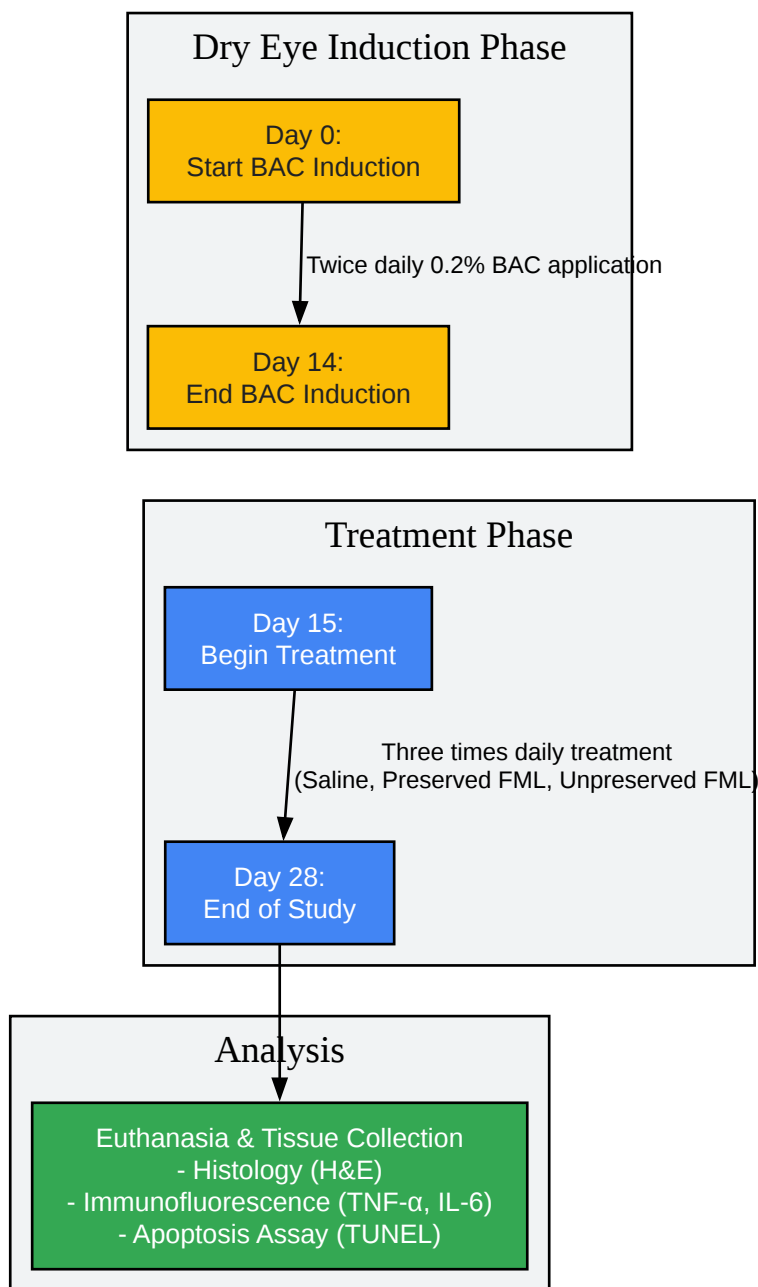 Dry Eye Induction Phase
Day 0:
Start BAC Induction
Twice daily 0.2% BAC application
Day 14:
End BAC Induction
Treatment Phase
Day 15:
Begin Treatment
Three times daily treatment
(Saline, Preserved FML, Unpreserved FML)
Day 28:
End of Study
Analysis
Euthanasia & Tissue Collection
- Histology (H&E)
- Immunofluorescence (TNF-α, IL-6)
- Apoptosis Assay (TUNEL)